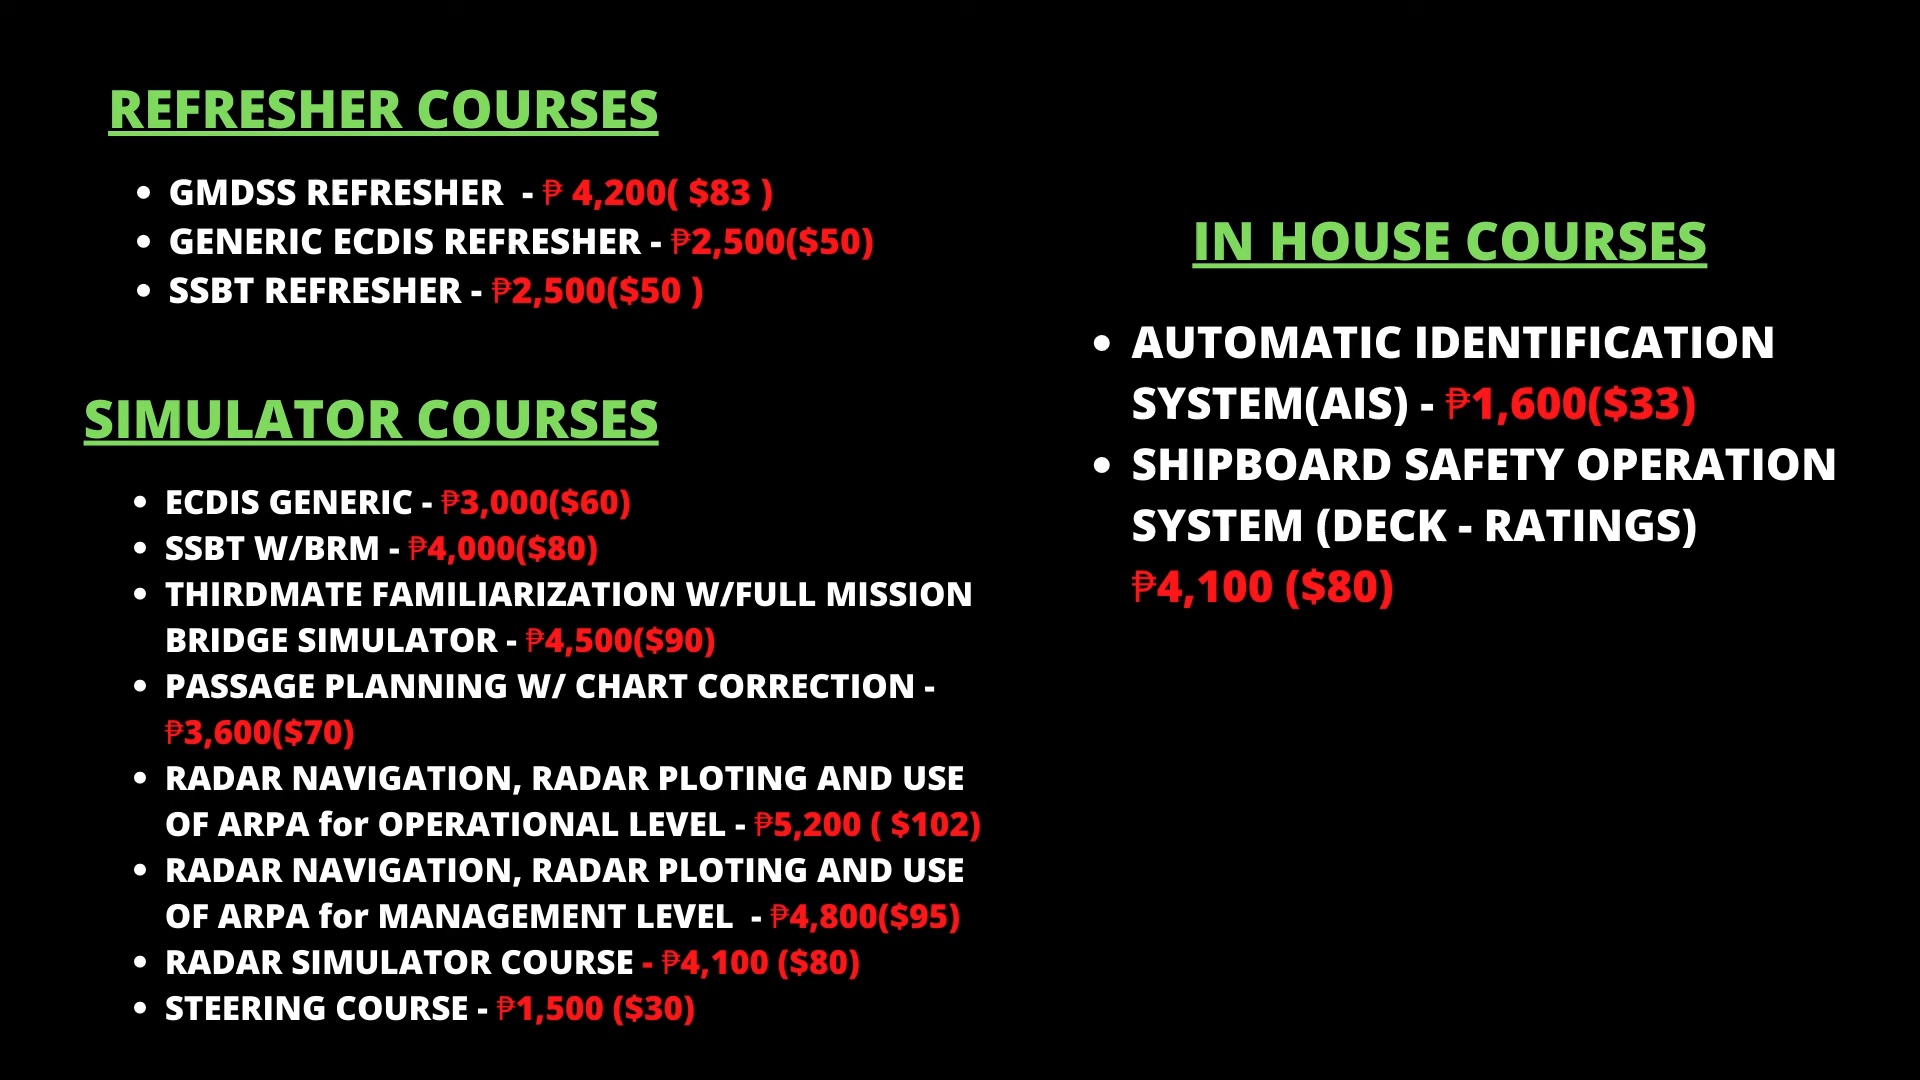 REFRESHER COURSES
• GMDSS REFRESHER - ₱ 4,200( $83 )
• GENERIC ECDIS REFRESHER - ₱2,500($50)
• SSBT REFRESHER - ₱2,500($50 )
SIMULATOR COURSES
• ECDIS GENERIC - ₱3,000($60)
• SSBT W/BRM - ₱4,000($80)
• THIRDMATE FAMILIARIZATION W/FULL MISSION
BRIDGE SIMULATOR - ₱4,500($90)
• PASSAGE PLANNING W/ CHART CORRECTION -
₱3,600($70)
• RADAR NAVIGATION, RADAR PLOTING AND USE
OF ARPA for OPERATIONAL LEVEL - ₱5,200 ( $102)
• RADAR NAVIGATION, RADAR PLOTING AND USE
OF ARPA for MANAGEMENT LEVEL - ₱4,800($95)
• RADAR SIMULATOR COURSE - ₱4,100 ($80)
• STEERING COURSE - ₱1,500 ($30)
IN HOUSE COURSES
• AUTOMATIC IDENTIFICATION
SYSTEM(AIS) - ₱1,600($33)
• SHIPBOARD SAFETY OPERATION
SYSTEM (DECK - RATINGS)
₱4,100 ($80)